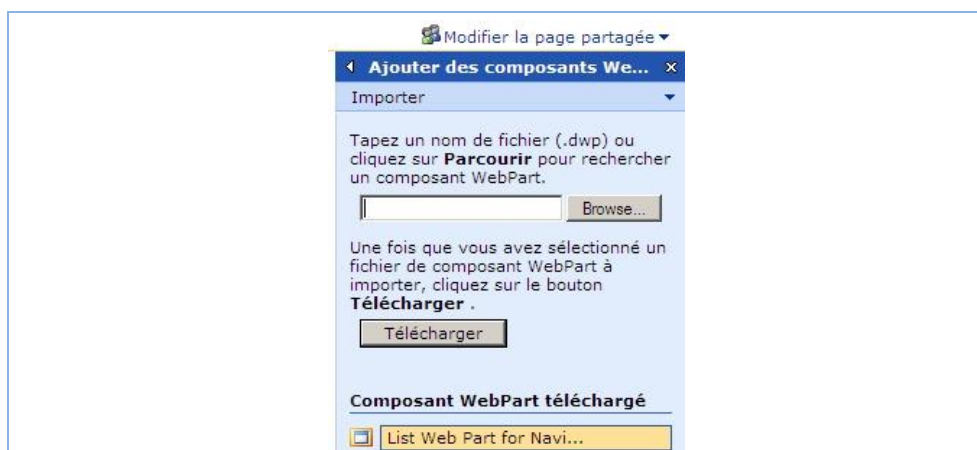 Modifier la page partagée
Ajouter des composants We...
Importer
Tapez un nom de fichier (.dwp) ou
cliquez sur Parcourir pour rechercher
un composant WebPart.
Browse...
Une fois que vous avez sélectionné un
fichier de composant WebPart à
importer, cliquez sur le bouton
Télécharger .
Télécharger
Composant WebPart téléchargé
List Web Part for Navi...